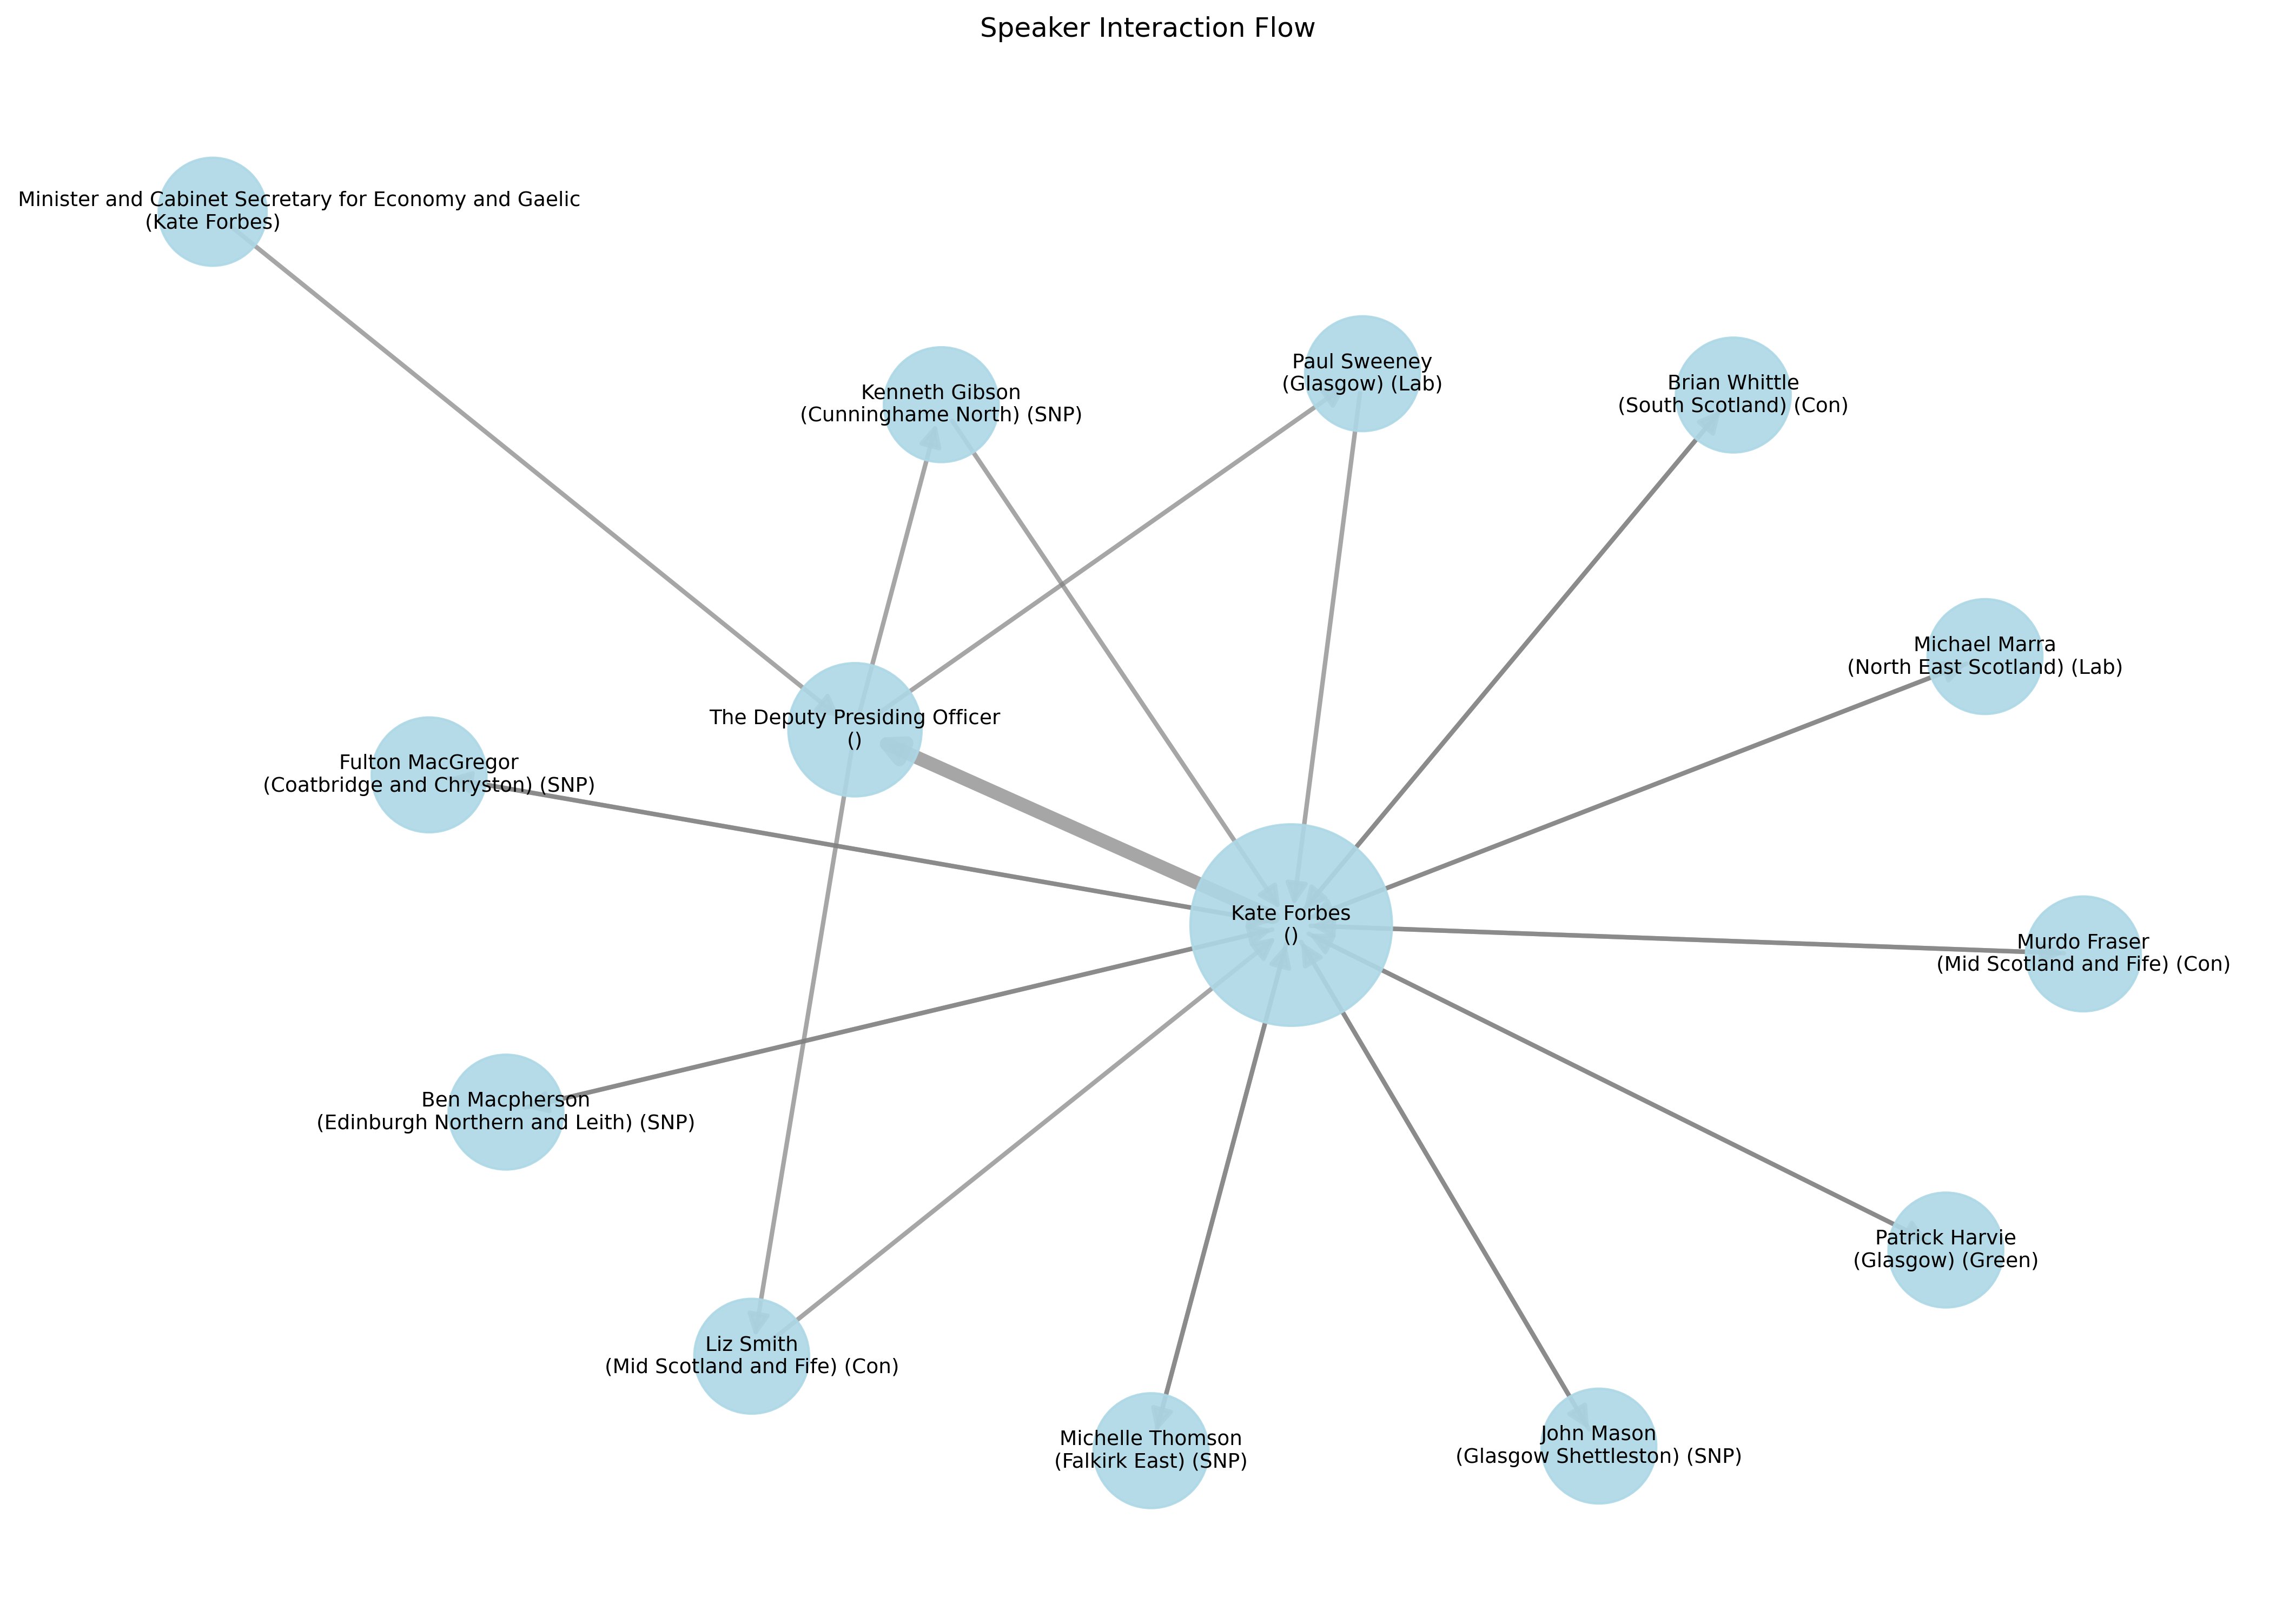 Speaker Interaction Flow
Minister and Cabinet Secretary for Economy and Gaelic
(Kate Forbes)
Paul Sweeney
(Glasgow) (Lab)
Brian Whittle
(South Scotland) (Con)
Kenneth Gibson
(Cunninghame North) (SNP)
Michael Marra
(North East Scotland) (Lab)
The Deputy Presiding Officer
()
Fulton MacGregor
(Coatbridge and Chryston) (SNP)
Kate Forbes
()
Murdo Fraser
(Mid Scotland and Fife) (Con)
Ben Macpherson
(Edinburgh Northern and Leith) (SNP)
Patrick Harvie
(Glasgow) (Green)
Liz Smith
(Mid Scotland and Fife) (Con)
Michelle Thomson
(Falkirk East) (SNP)
John Mason
(Glasgow Shettleston) (SNP)